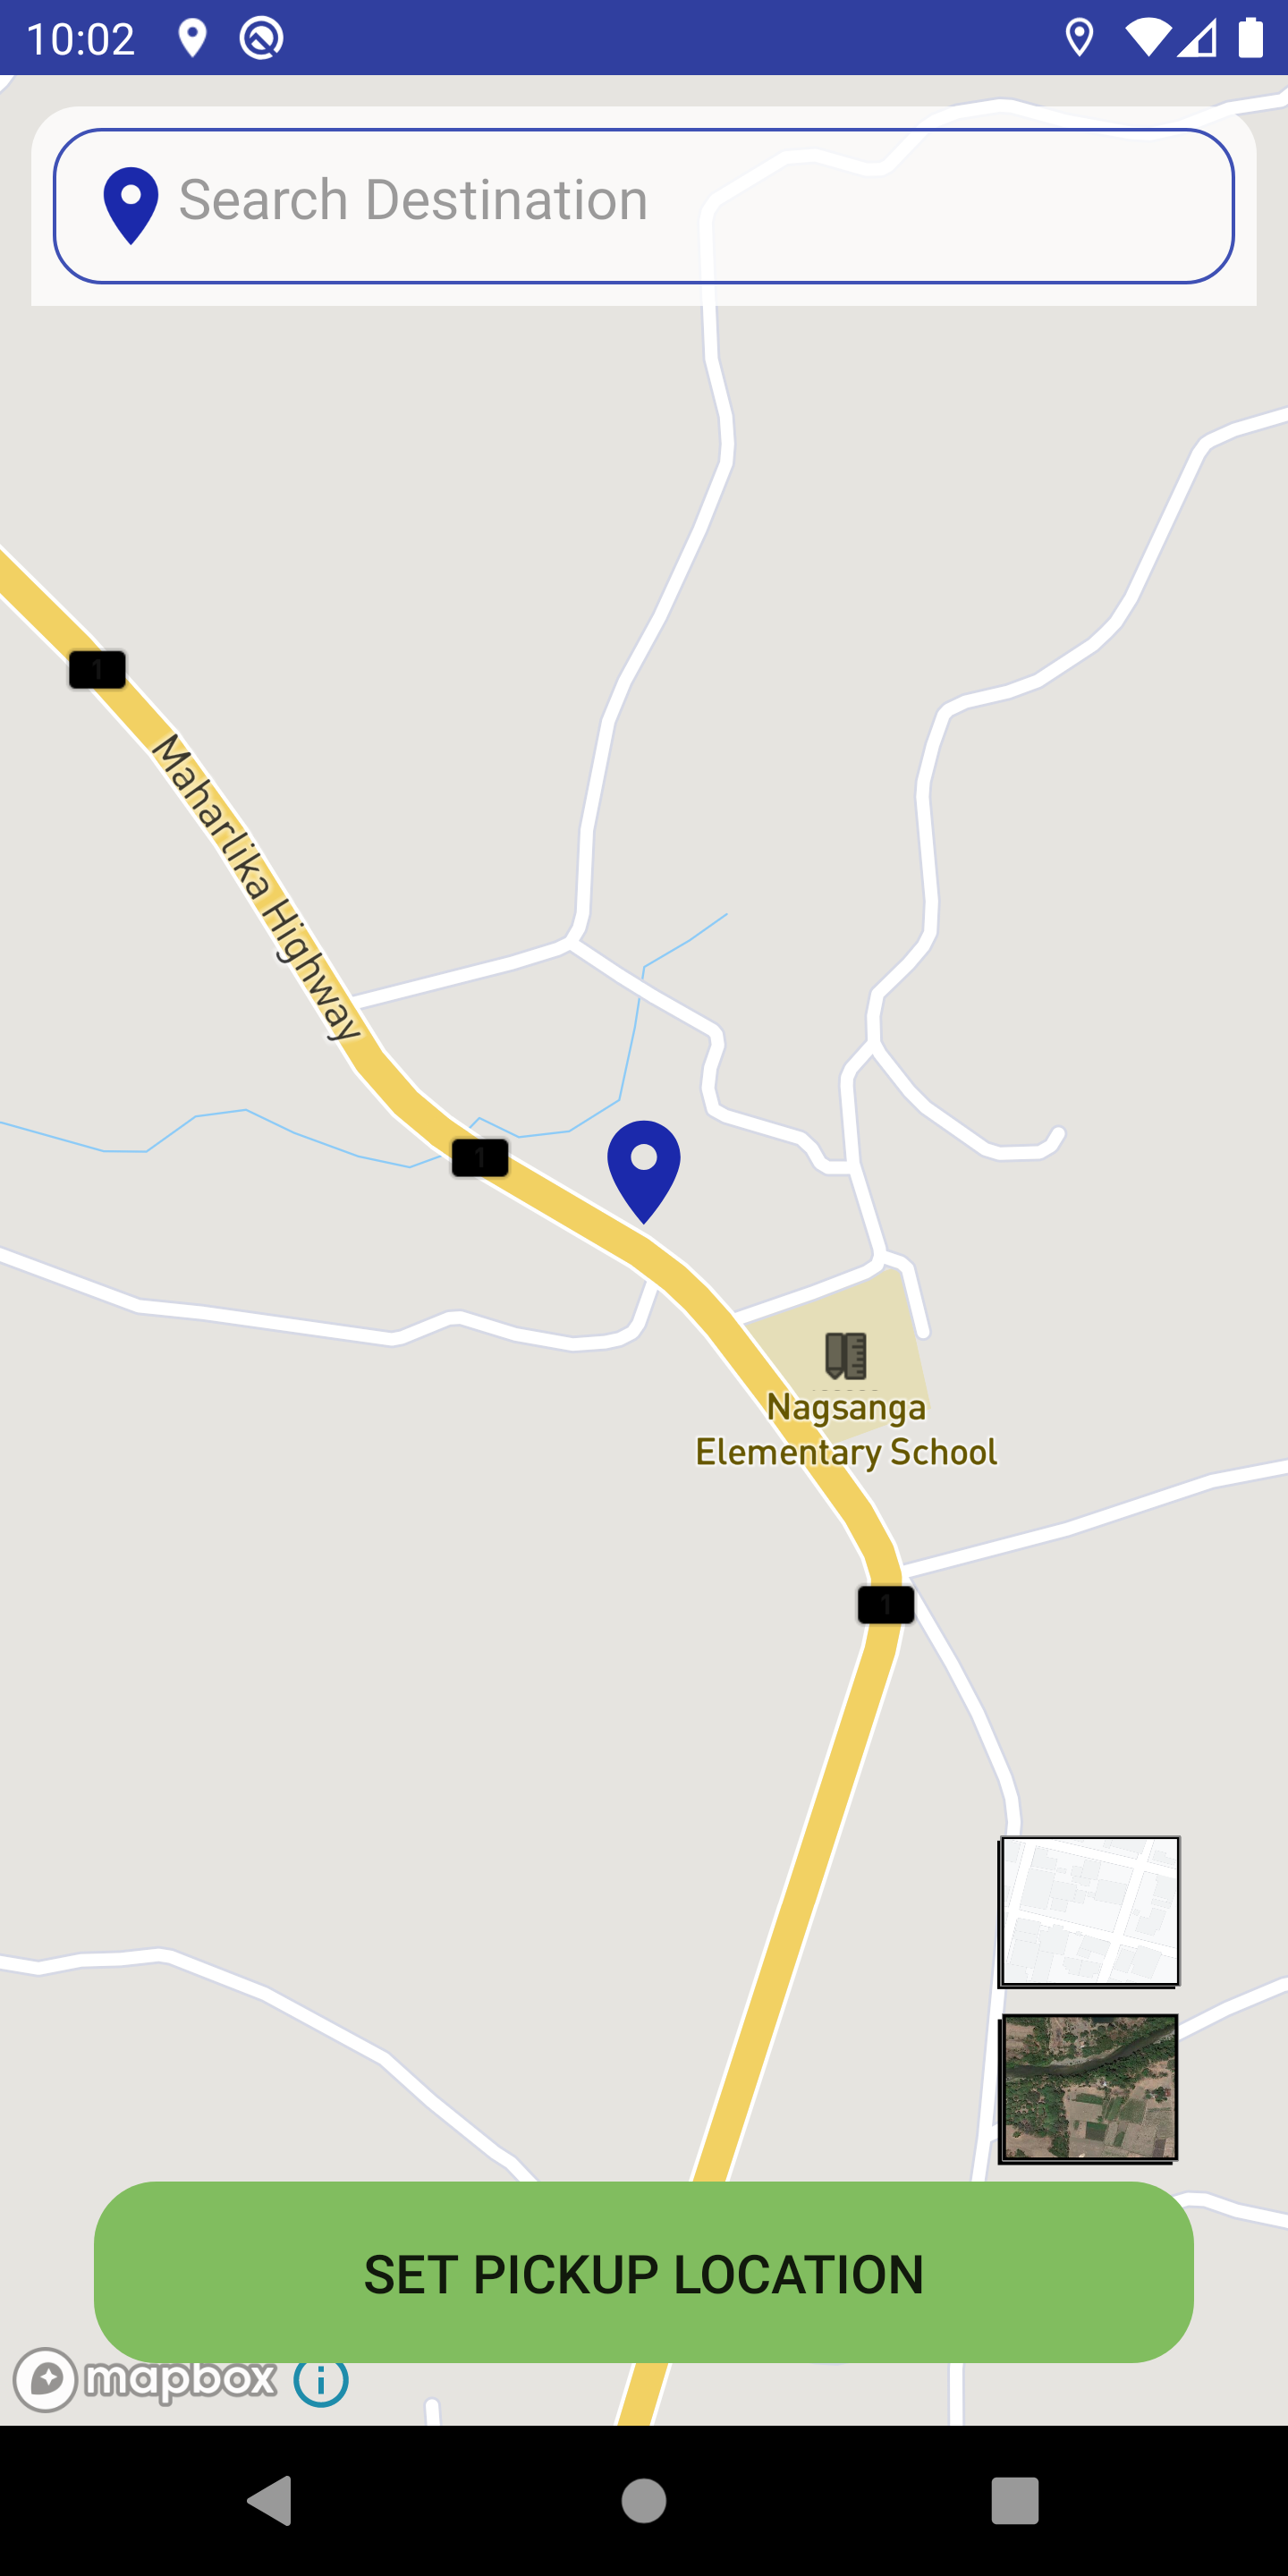 10:02
Search Destination
1
Maharlika Highway
1
Nagsanga
Elementary School
1
SET PICKUP LOCATION
mapbox